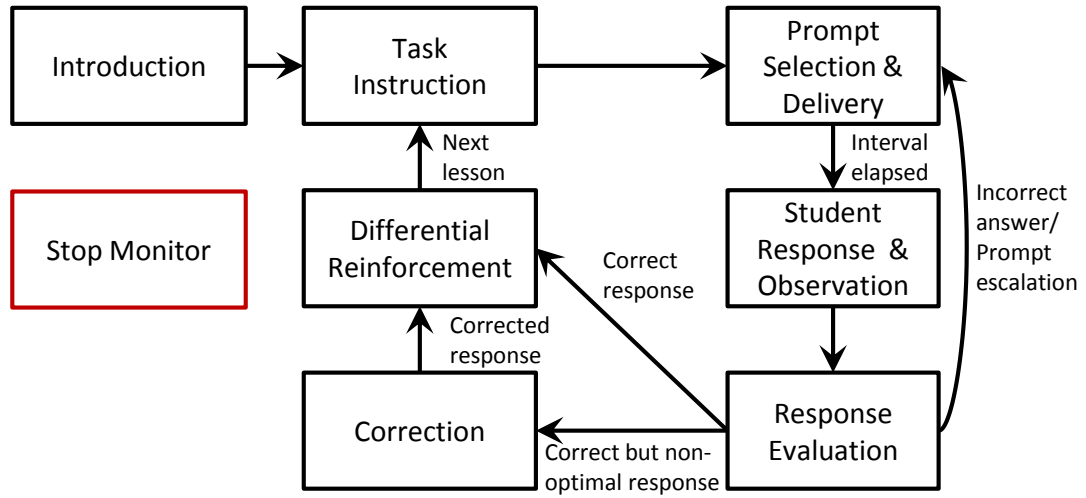 Introduction
Task
Instruction
Prompt
Selection &
Delivery
Next
lesson
Interval
elapsed
Stop Monitor
Differential
Reinforcement
Student
Response &
Observation
Incorrect
answer/
Prompt
escalation
Correct
response
Corrected
response
Correction
Response
Evaluation
Correct but non-
optimal response